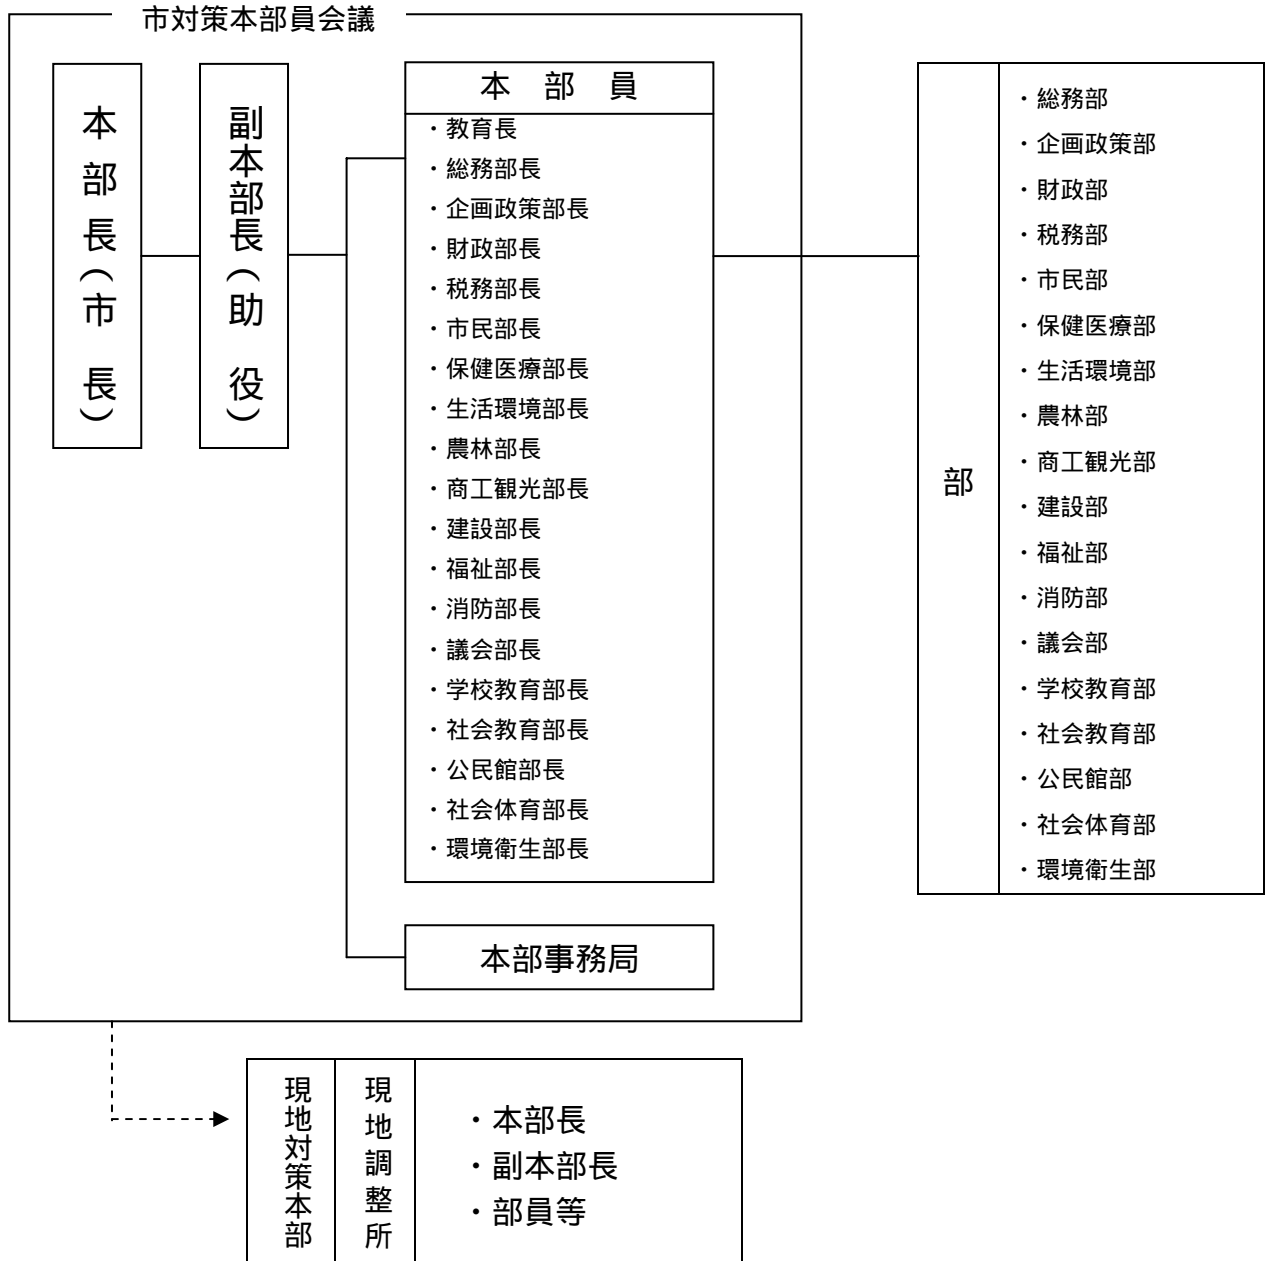 市対策本部員会議
本部長(市長)
副本部長(助役)
本部員
・教育長
・総務部長
・企画政策部長
・財政部長
・税務部長
・市民部長
・保健医療部長
・生活環境部長
・農林部長
・商工観光部長
・建設部長
・福祉部長
・消防部長
・議会部長
・学校教育部長
・社会教育部長
・公民館部長
・社会体育部長
・環境衛生部長
本部事務局
部
・総務部
・企画政策部
・財政部
・税務部
・市民部
・保健医療部
・生活環境部
・農林部
・商工観光部
・建設部
・福祉部
・消防部
・議会部
・学校教育部
・社会教育部
・公民館部
・社会体育部
・環境衛生部
現地対策本部
現地調整所
・本部長
・副本部長
・部員等